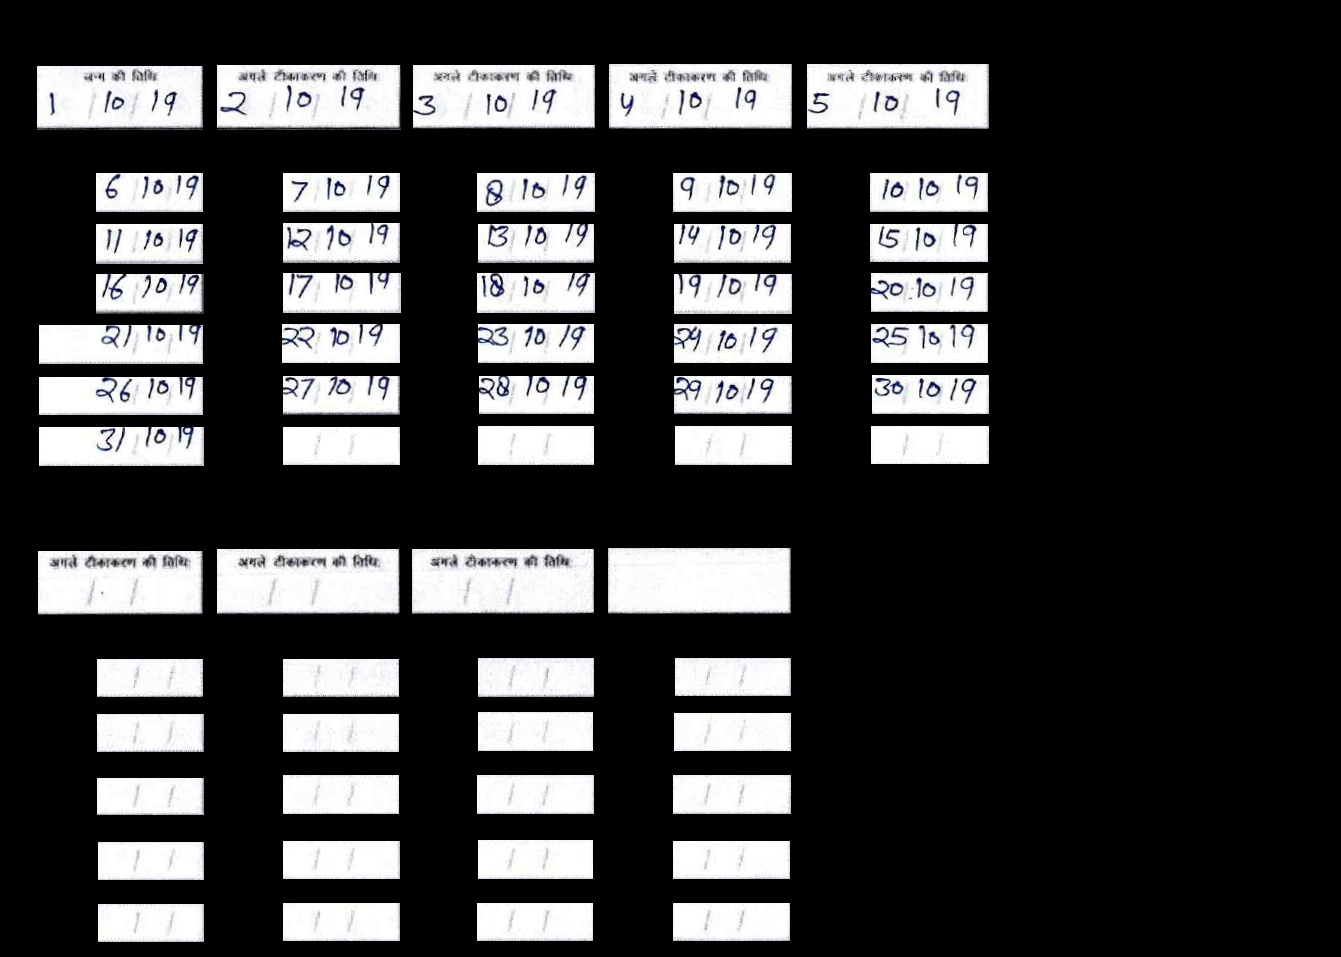 जन्म की तिथि: अगले टीकाकरण की तिथि: अगले टीकाकरण की तिथि: अगले टीकाकरण की तिथि: अगले टीकाकरण की तिथि:
1/10/19 2/10/19 3/10/19 4/10/19 5/10/19
6/10/19 7/10/19 8/10/19 9/10/19 10/10/19
11/10/19 12/10/19 13/10/19 14/10/19 15/10/19
16/10/19 17/10/19 18/10/19 19/10/19 20/10/19
21/10/19 22/10/19 23/10/19 24/10/19 25/10/19
26/10/19 27/10/19 28/10/19 29/10/19 30/10/19
31/10/19 / / / / / / / /
अगले टीकाकरण की तिथि: अगले टीकाकरण की तिथि: अगले टीकाकरण की तिथि:
/ / / / / /
/ / / / / / / /
/ / / / / / / /
/ / / / / / / /
/ / / / / / / /
/ / / / / / / /